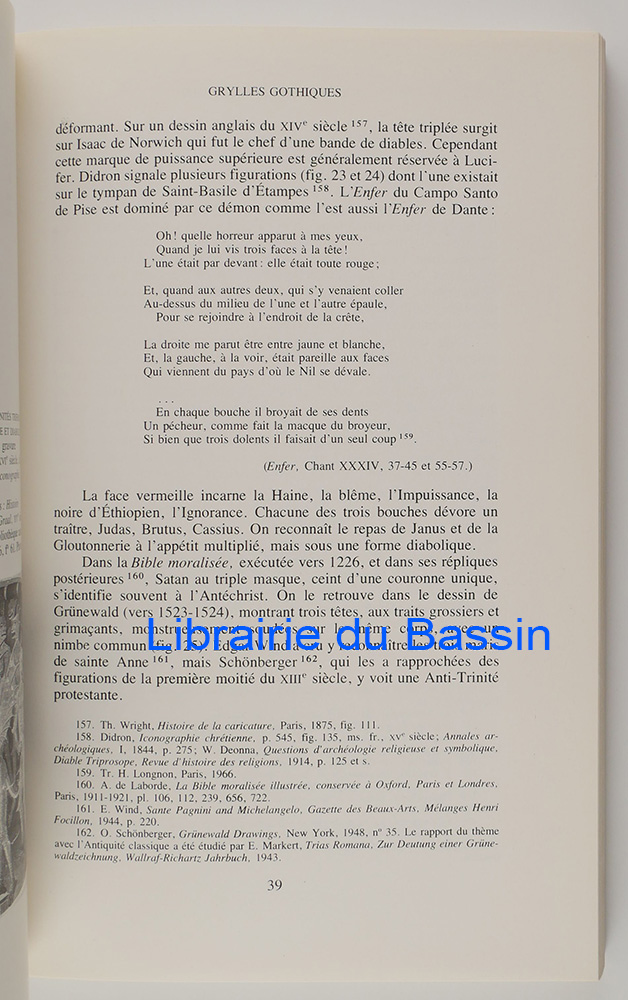 GRYLLES GOTHIQUES
déformant. Sur un dessin anglais du XIVe siècle 157, la tête triplée surgit
sur Isaac de Norwich qui fut le chef d'une bande de diables. Cependant
cette marque de puissance supérieure est généralement réservée à Luci-
fer. Didron signale plusieurs figurations (fig. 23 et 24) dont l'une existait
sur le tympan de Saint-Basile d'Étampes 158. L'Enfer du Campo Santo
de Pise est dominé par ce démon comme l'est aussi l'Enfer de Dante :
Oh ! quelle horreur apparut à mes yeux,
Quand je lui vis trois faces à la tête !
L'une était par devant : elle était toute rouge ;
Et, quand aux autres deux, qui s'y venaient coller
Au-dessus du milieu de l'une et l'autre épaule,
Pour se rejoindre à l'endroit de la crête,
La droite me parut être entre jaune et blanche,
Et, la gauche, à la voir, était pareille aux faces
Qui viennent du pays d'où le Nil se dévale.
. . .
En chaque bouche il broyait de ses dents
Un pécheur, comme fait la macque du broyeur,
Si bien que trois dolents il faisait d'un seul coup 159.
(Enfer, Chant XXXIV, 37-45 et 55-57.)
La face vermeille incarne la Haine, la blême, l'Impuissance, la
noire d'Éthiopien, l'Ignorance. Chacune des trois bouches dévore un
traître, Judas, Brutus, Cassius. On reconnaît le repas de Janus et de la
Gloutonnerie à l'appétit multiplié, mais sous une forme diabolique.
Dans la Bible moralisée, exécutée vers 1226, et dans ses répliques
postérieures 160, Satan au triple masque, ceint d'une couronne unique,
s'identifie souvent à l'Antéchrist. On le retrouve dans le dessin de
Grünewald (vers 1523-1524), montrant trois têtes, aux traits grossiers et
grimaçants, sur le même un
Librairie du Bassin
nimbe commun (fig. 25). Edgar Wind a
de sainte Anne 161, mais Schönberger 162, qui les a rapprochées des
figurations de la première moitié du XIIIe siècle, y voit une Anti-Trinité
protestante.
157. Th. Wright, Histoire de la caricature, Paris, 1875, fig. 111.
158. Didron, Iconographie chrétienne, p. 545, fig. 135, ms. fr., XVe siècle ; Annales ar-
chéologiques, I, 1844, p. 275 ; W. Deonna, Questions d'archéologie religieuse et symbolique,
Diable Triprosope, Revue d'histoire des religions, 1914, p. 125 et s.
159. Tr. H. Longnon, Paris, 1966.
160. A. de Laborde, La Bible moralisée illustrée, conservée à Oxford, Paris et Londres,
Paris, 1911-1921, pl. 106, 112, 239, 656, 722.
161. E. Wind, Sante Pagnini and Michelangelo, Gazette des Beaux-Arts, Mélanges Henri
Focillon, 1944, p. 220.
162. O. Schönberger, Grünewald Drawings, New York, 1948, n° 35. Le rapport du thème
avec l'Antiquité classique a été étudié par E. Markert, Trias Romana, Zur Deutung einer Grüne-
waldzeichnung, Wallraf-Richartz Jahrbuch, 1943.
39